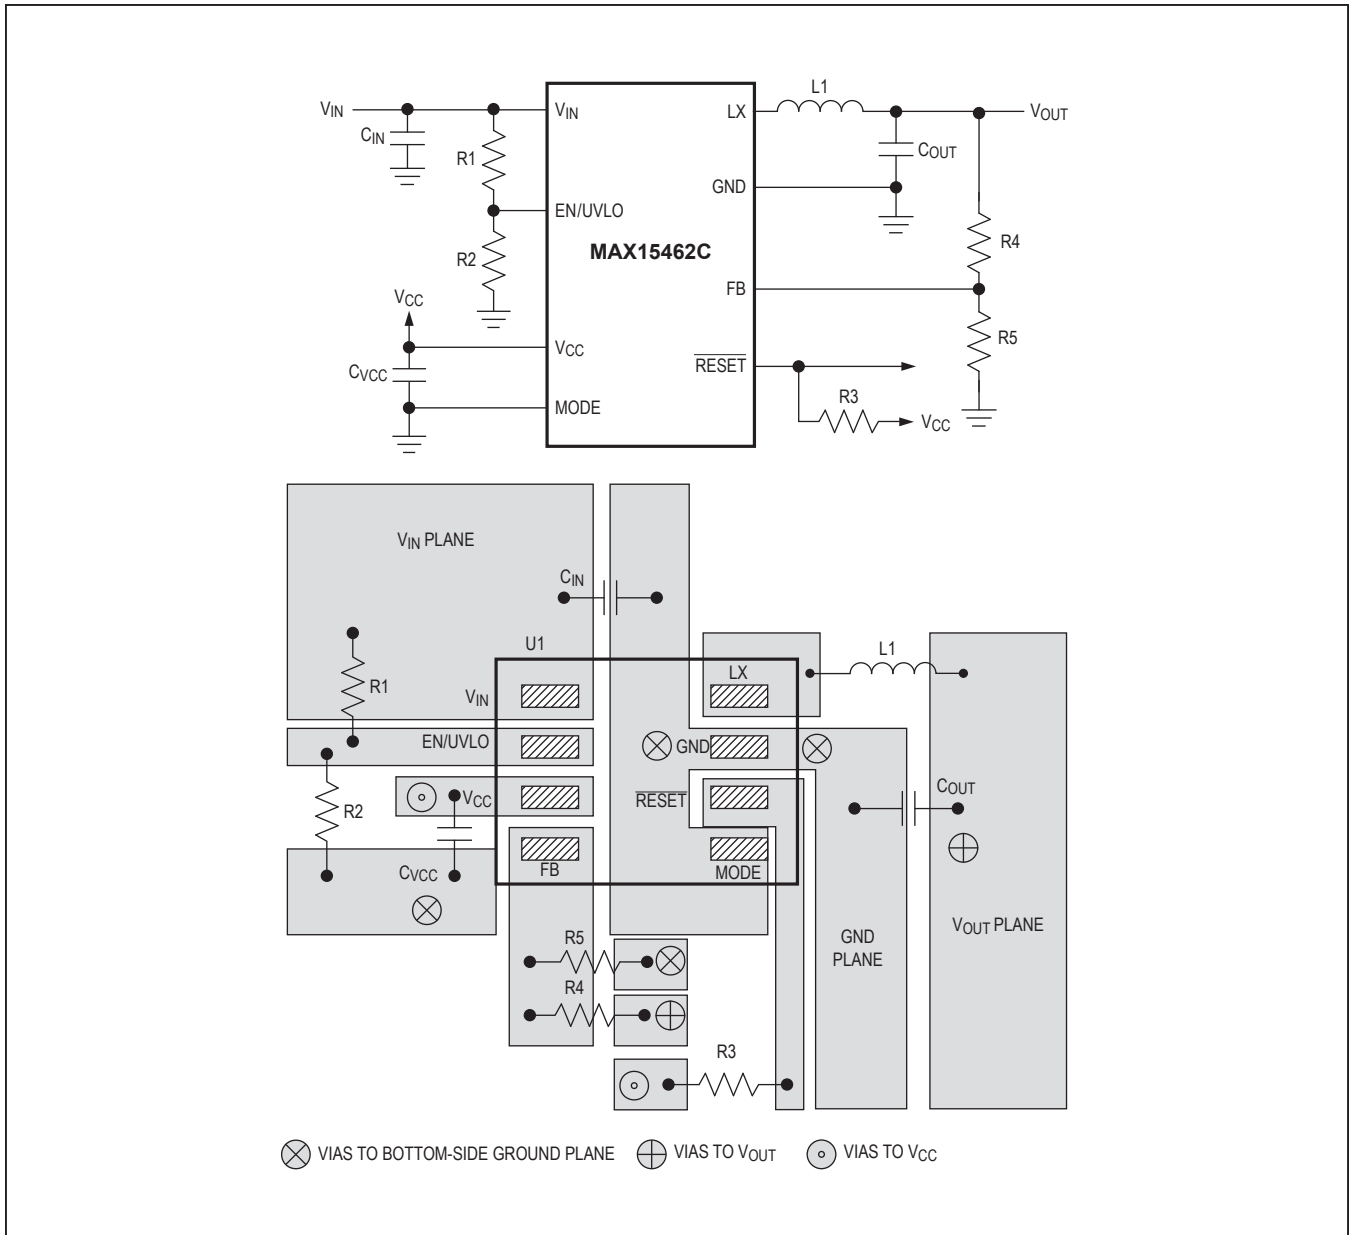 L1
VIN
VIN
LX
VOUT
CIN
R1
COUT
GND
EN/UVLO
R2
MAX15462C
R4
FB
VCC
R5
VCC
RESET
CVCC
R3
MODE
VCC
VIN PLANE
CIN
U1
L1
R1
VIN
LX
EN/UVLO
GND
COUT
R2
VCC
RESET
CVCC
FB
MODE
VOUT PLANE
R5
GND
PLANE
R4
R3
VIAS TO BOTTOM-SIDE GROUND PLANE
VIAS TO VOUT
VIAS TO VCC